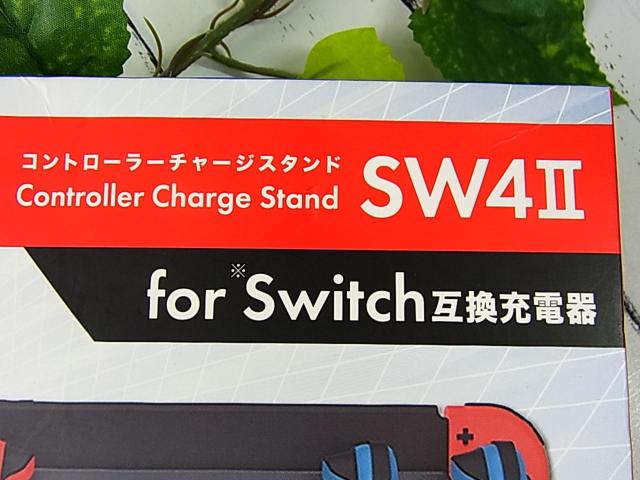 コントローラーチャージスタンド
Controller Charge Stand SW4Ⅱ
for ※Switch互換充電器